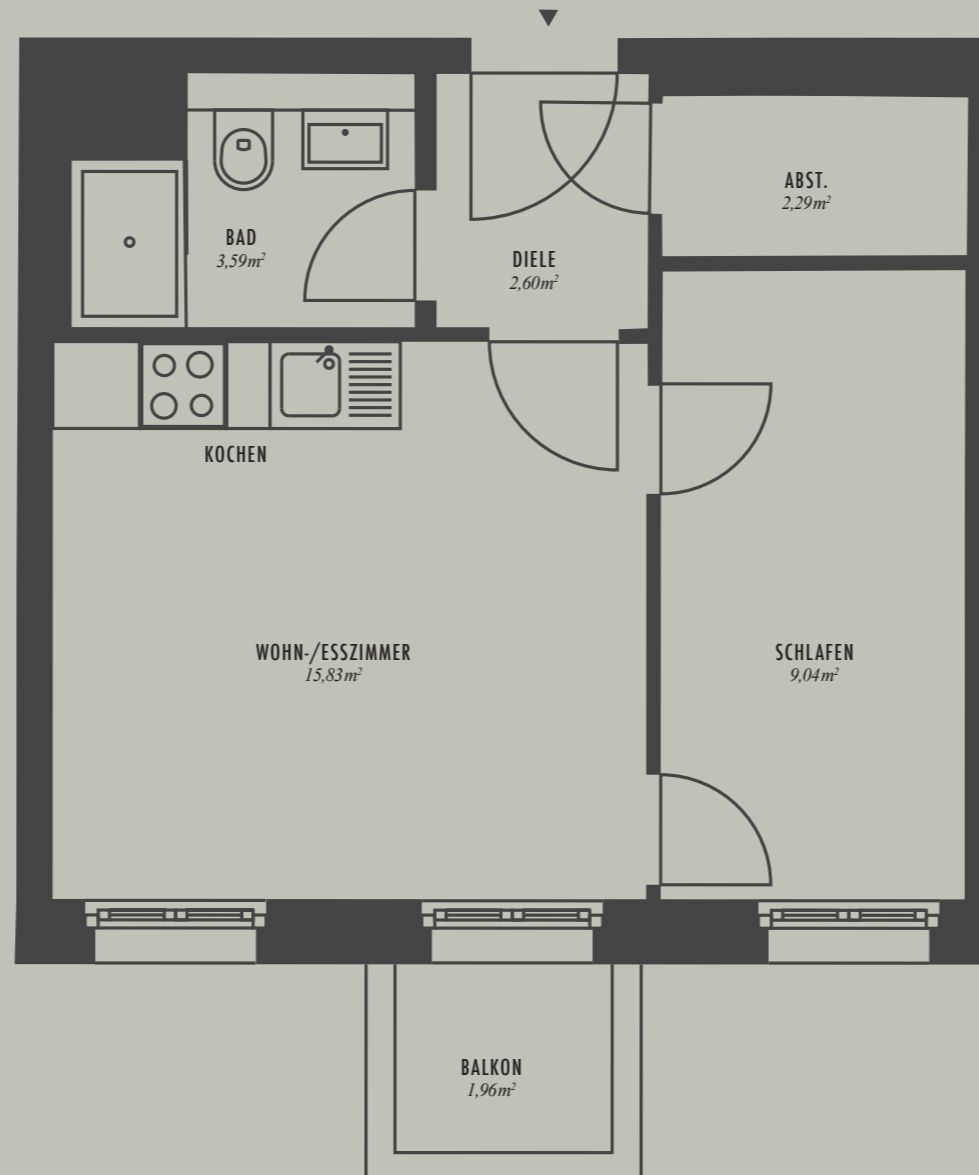 ABST.
2,29m²
BAD
3,59m²
DIELE
2,60m²
KOCHEN
WOHN-/ESSZIMMER
15,83m²
SCHLAFEN
9,04m²
BALKON
1,96m²